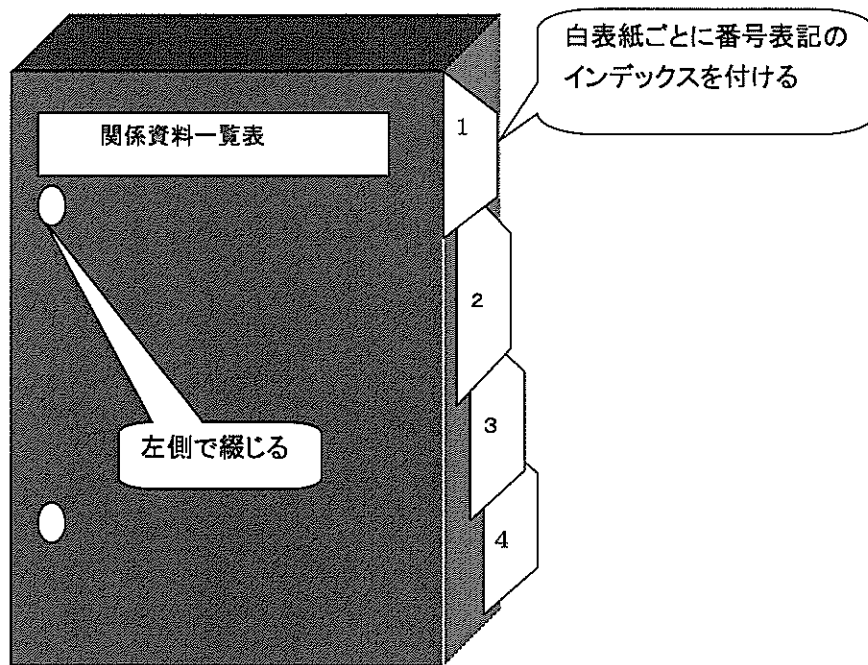 白表紙ごとに番号表記の
インデックスを付ける
関係資料一覧表
1
2
3
4
左側で綴じる